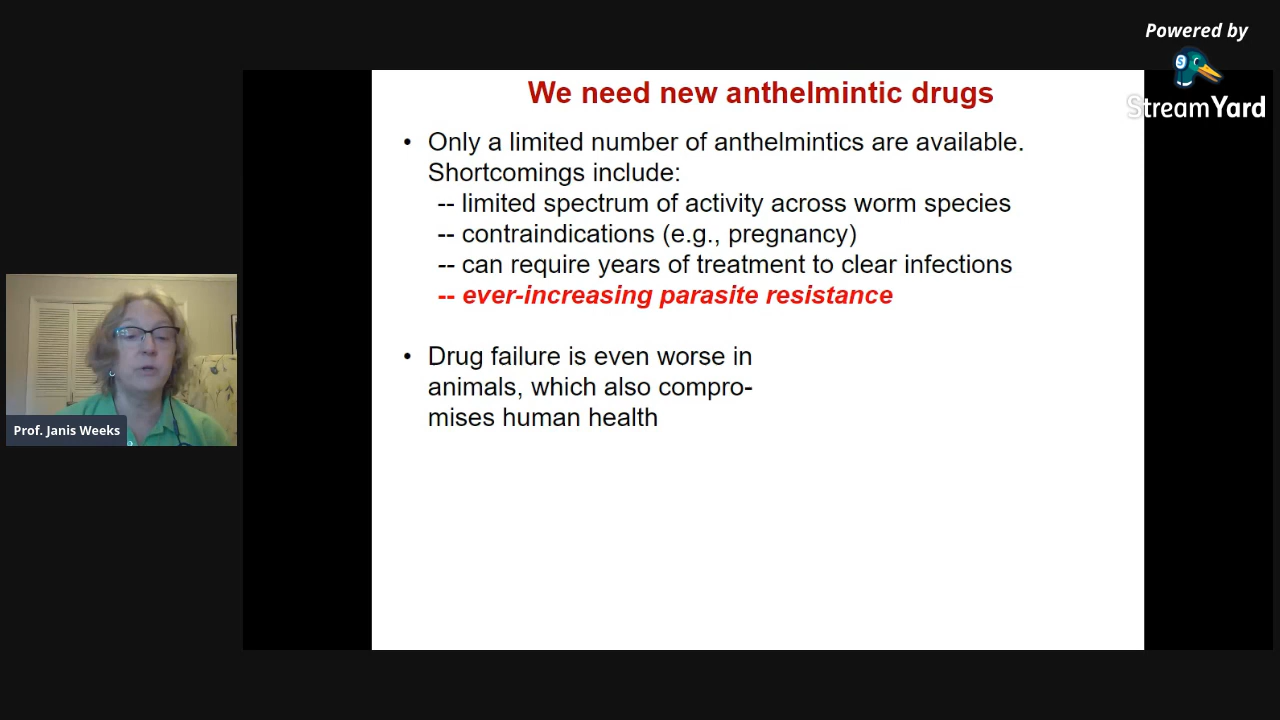 Powered by
StreamYard
We need new anthelmintic drugs
• Only a limited number of anthelmintics are available.
Shortcomings include:
-- limited spectrum of activity across worm species
-- contraindications (e.g., pregnancy)
-- can require years of treatment to clear infections
-- ever-increasing parasite resistance
• Drug failure is even worse in
animals, which also compro-
mises human health
Prof. Janis Weeks